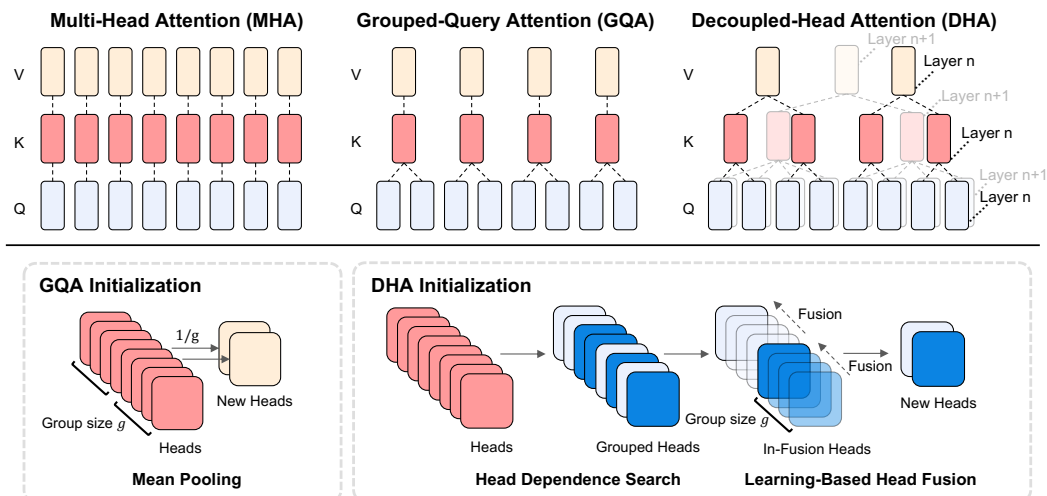 Multi-Head Attention (MHA)
Grouped-Query Attention (GQA)
Decoupled-Head Attention (DHA)
V
K
Q
V
K
Q
V
K
Q
Layer n+1
Layer n
Layer n+1
Layer n
Layer n+1
Layer n
GQA Initialization
1/g
New Heads
Group size g
Heads
Mean Pooling
DHA Initialization
Heads
Grouped Heads
Head Dependence Search
Fusion
Fusion
Group size g
In-Fusion Heads
New Heads
Learning-Based Head Fusion